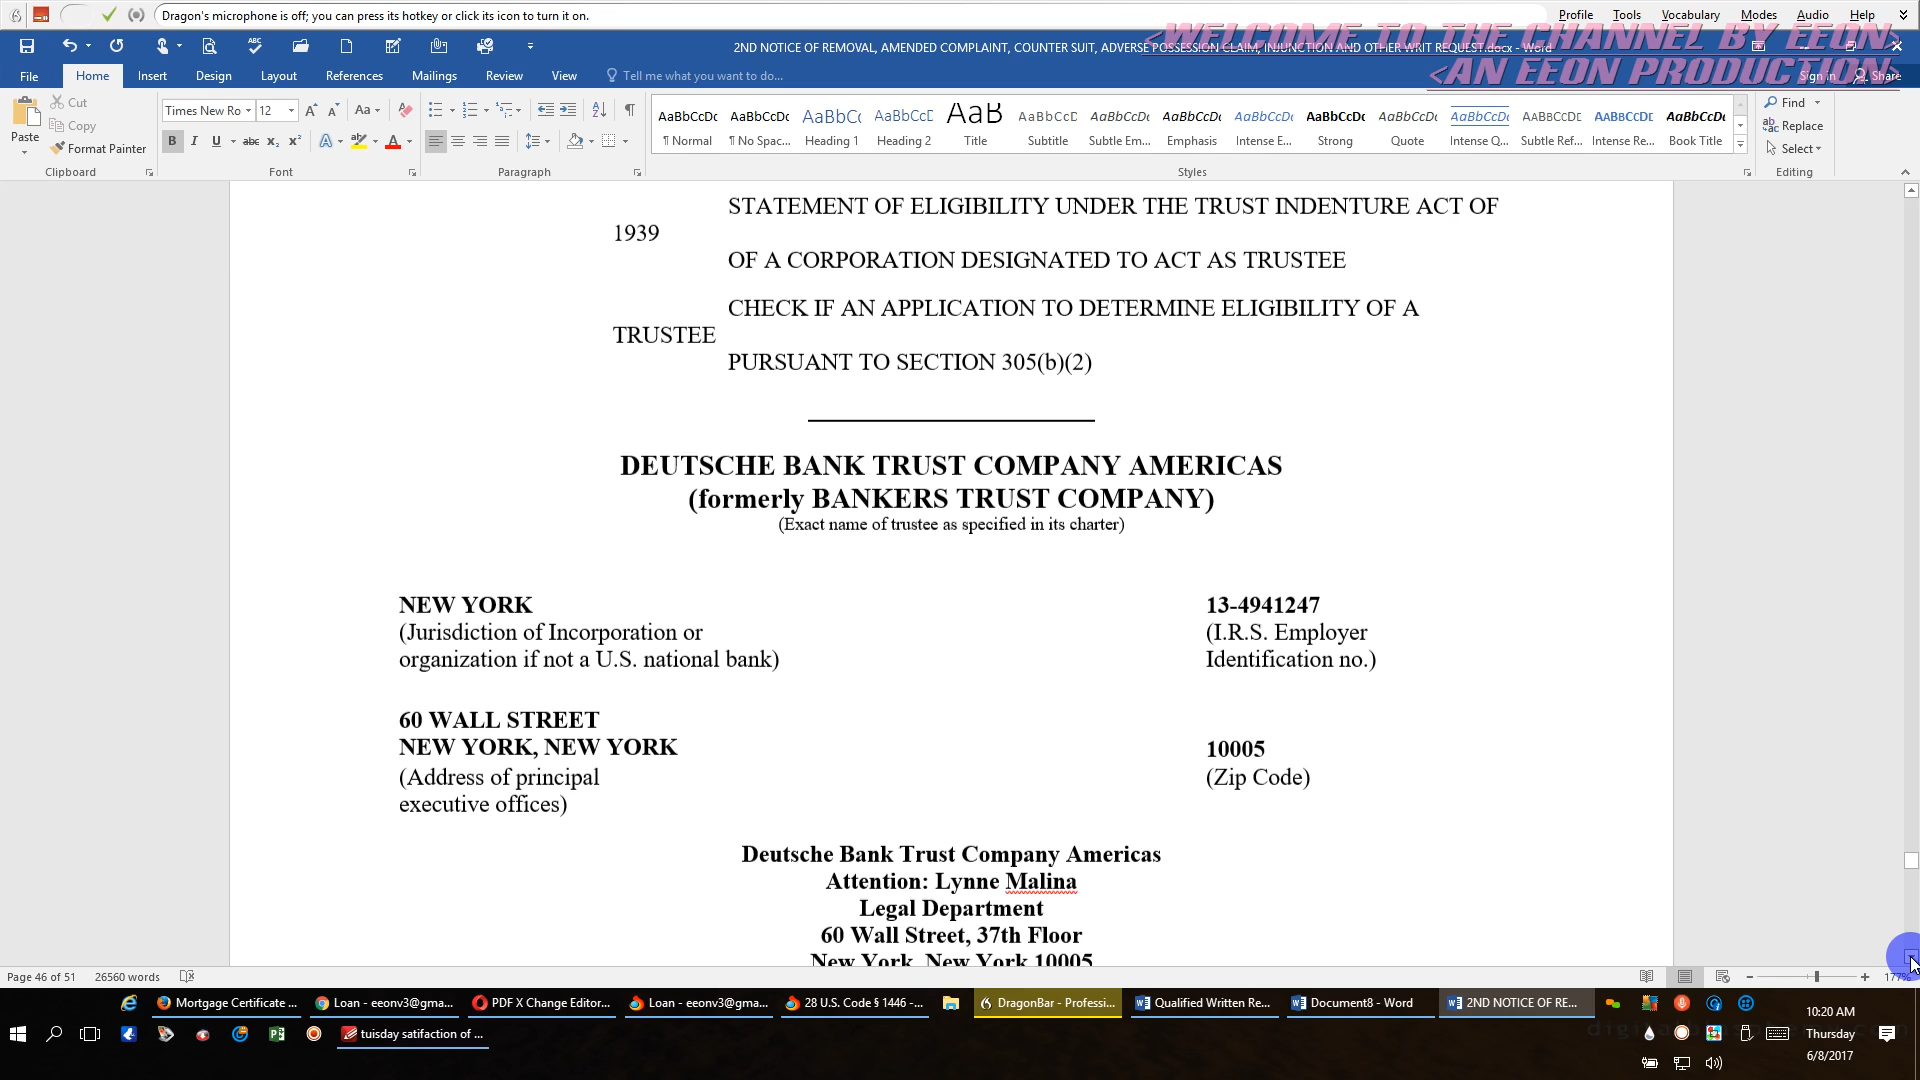 Dragon's microphone is off; you can press its hotkey or click its icon to turn it on.
Profile Tools Vocabulary Modes Audio Help
<WELCOME TO THE CHANNEL BY EEON>
<AN EEON PRODUCTION>
2ND NOTICE OF REMOVAL, AMENDED COMPLAINT, COUNTER SUIT, ADVERSE POSSESSION CLAIM, INJUNCTION AND OTHER WRIT REQUEST.docx - Word
File Home Insert Design Layout References Mailings Review View Tell me what you want to do... Sign in Share
Paste Cut
Copy
Format Painter
Clipboard
Times New Ro 12
Font
Paragraph
AaBbCcDc AaBbCcDc AaBbCc AaBbCcD AaB AaBbCcD AaBbCcDc AaBbCcDc AaBbCcDc AaBbCcDc AaBbCcDc AaBbCcDc AABBCCDE AABBCCDE AaBbCcDc
¶ Normal ¶ No Spac... Heading 1 Heading 2 Title Subtitle Subtle Em... Emphasis Intense E... Strong Quote Intense Q... Subtle Ref... Intense Re... Book Title
Styles
Find
Replace
Select
Editing
STATEMENT OF ELIGIBILITY UNDER THE TRUST INDENTURE ACT OF
1939
OF A CORPORATION DESIGNATED TO ACT AS TRUSTEE
CHECK IF AN APPLICATION TO DETERMINE ELIGIBILITY OF A
TRUSTEE
PURSUANT TO SECTION 305(b)(2)
DEUTSCHE BANK TRUST COMPANY AMERICAS
(formerly BANKERS TRUST COMPANY)
(Exact name of trustee as specified in its charter)
NEW YORK 13-4941247
(Jurisdiction of Incorporation or (I.R.S. Employer
organization if not a U.S. national bank) Identification no.)
60 WALL STREET
NEW YORK, NEW YORK 10005
(Address of principal (Zip Code)
executive offices)
Deutsche Bank Trust Company Americas
Attention: Lynne Malina
Legal Department
60 Wall Street, 37th Floor
New York, New York 10005
Page 46 of 51 26560 words 177%
Mortgage Certificate ... Loan - eeonv3@gma... PDF X Change Editor... Loan - eeonv3@gma... 28 U.S. Code § 1446 -... DragonBar - Professi... Qualified Written Re... Document8 - Word 2ND NOTICE OF RE...
tuisday satifaction of ...
10:20 AM
Thursday
6/8/2017